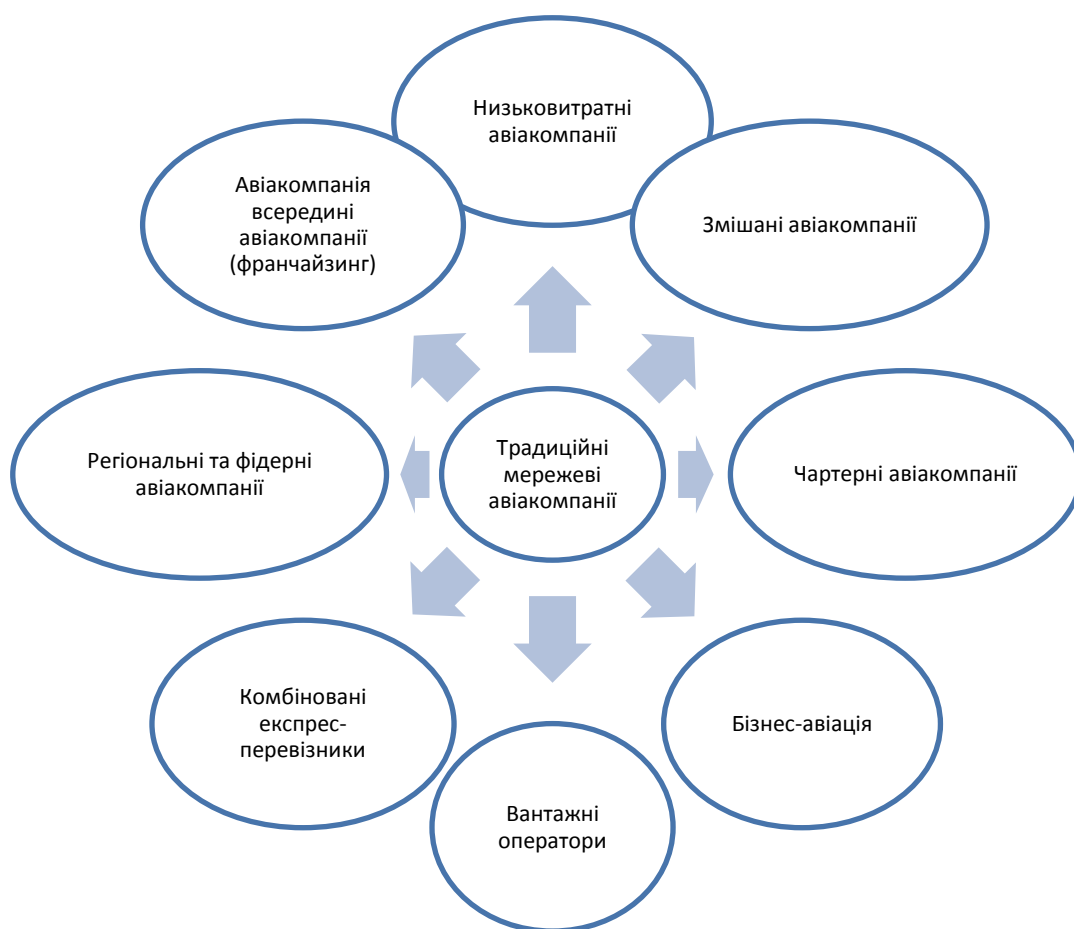 Низьковитратні
авіакомпанії
Авіакомпанія
всередині
авіакомпанії
(франчайзинг)
Змішані авіакомпанії
Регіональні та фідерні
авіакомпанії
Традиційні
мережеві
авіакомпанії
Чартерні авіакомпанії
Комбіновані
експрес-
перевізники
Бізнес-авіація
Вантажні
оператори